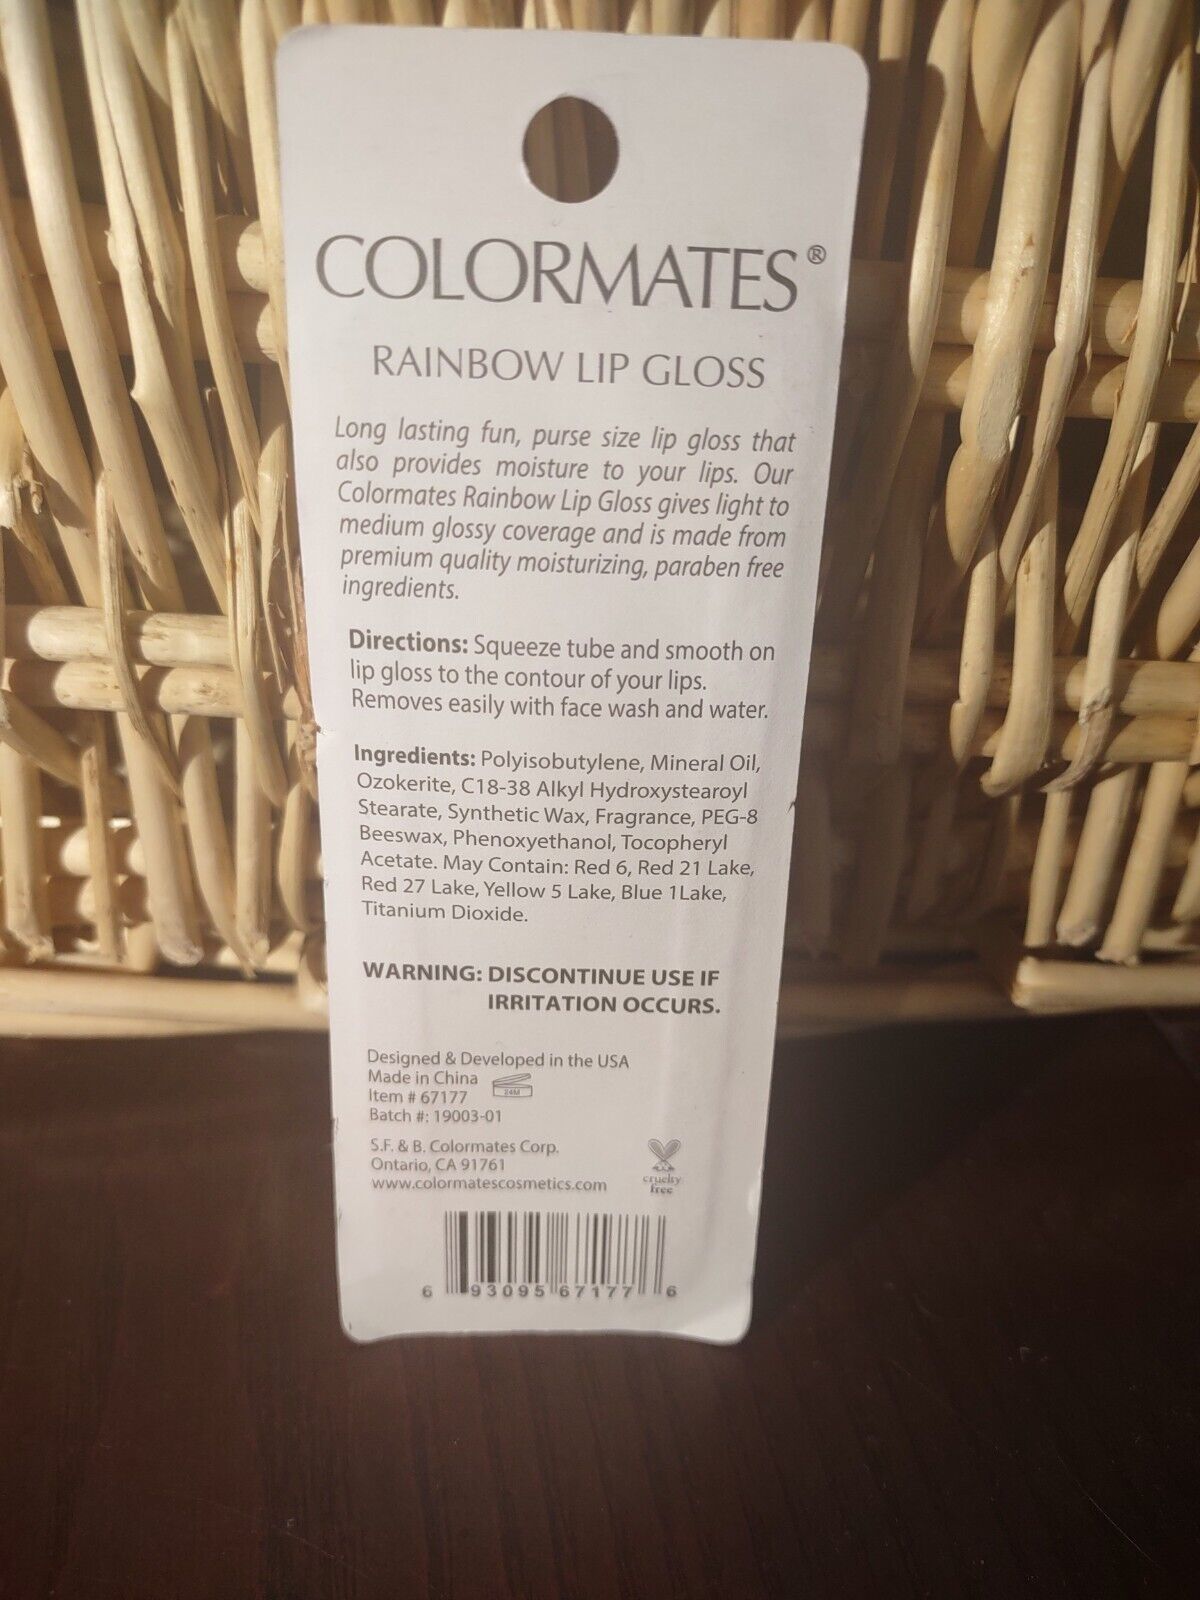 COLORMATES®
RAINBOW LIP GLOSS
Long lasting fun, purse size lip gloss that
also provides moisture to your lips. Our
Colormates Rainbow Lip Gloss gives light to
medium glossy coverage and is made from
premium quality moisturizing, paraben free
ingredients.
Directions: Squeeze tube and smooth on
lip gloss to the contour of your lips.
Removes easily with face wash and water.
Ingredients: Polyisobutylene, Mineral Oil,
Ozokerite, C18-38 Alkyl Hydroxystearoyl
Stearate, Synthetic Wax, Fragrance, PEG-8
Beeswax, Phenoxyethanol, Tocopheryl
Acetate. May Contain: Red 6, Red 21 Lake,
Red 27 Lake, Yellow 5 Lake, Blue 1Lake,
Titanium Dioxide.
WARNING: DISCONTINUE USE IF
IRRITATION OCCURS.
Designed & Developed in the USA
Made in China
24M
Item # 67177
Batch #: 19003-01
S.F. & B. Colormates Corp.
Ontario, CA 91761
www.colormatescosmetics.com
cruelty
free
6 93095 67177 6